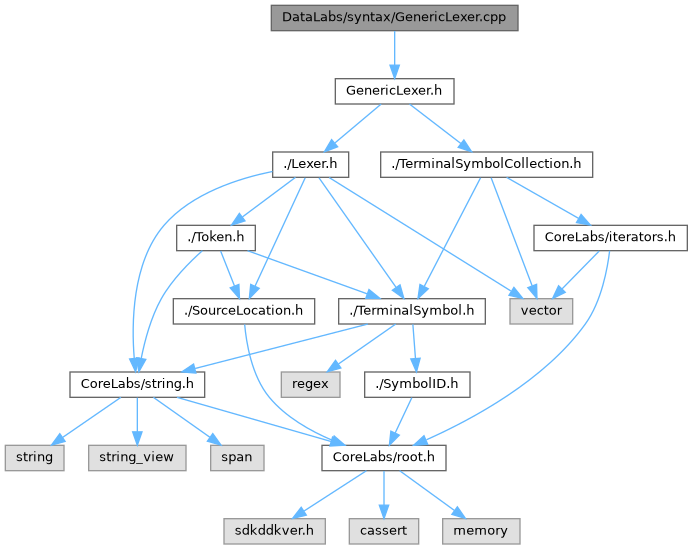 DataLabs/syntax/GenericLexer.cpp
GenericLexer.h
./Lexer.h
./TerminalSymbolCollection.h
./Token.h
CoreLabs/iterators.h
./SourceLocation.h
./TerminalSymbol.h
vector
CoreLabs/string.h
regex
./SymbolID.h
string
string_view
span
CoreLabs/root.h
sdkddkver.h
cassert
memory